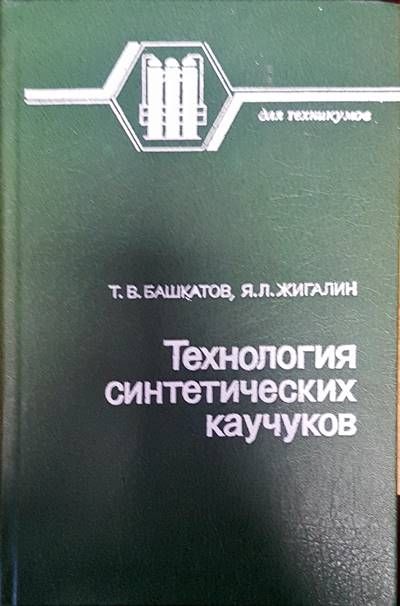 для техникумов
Т. В. БАШКАТОВ, Я. Л. ЖИГАЛИН
Технология
синтетических
каучуков